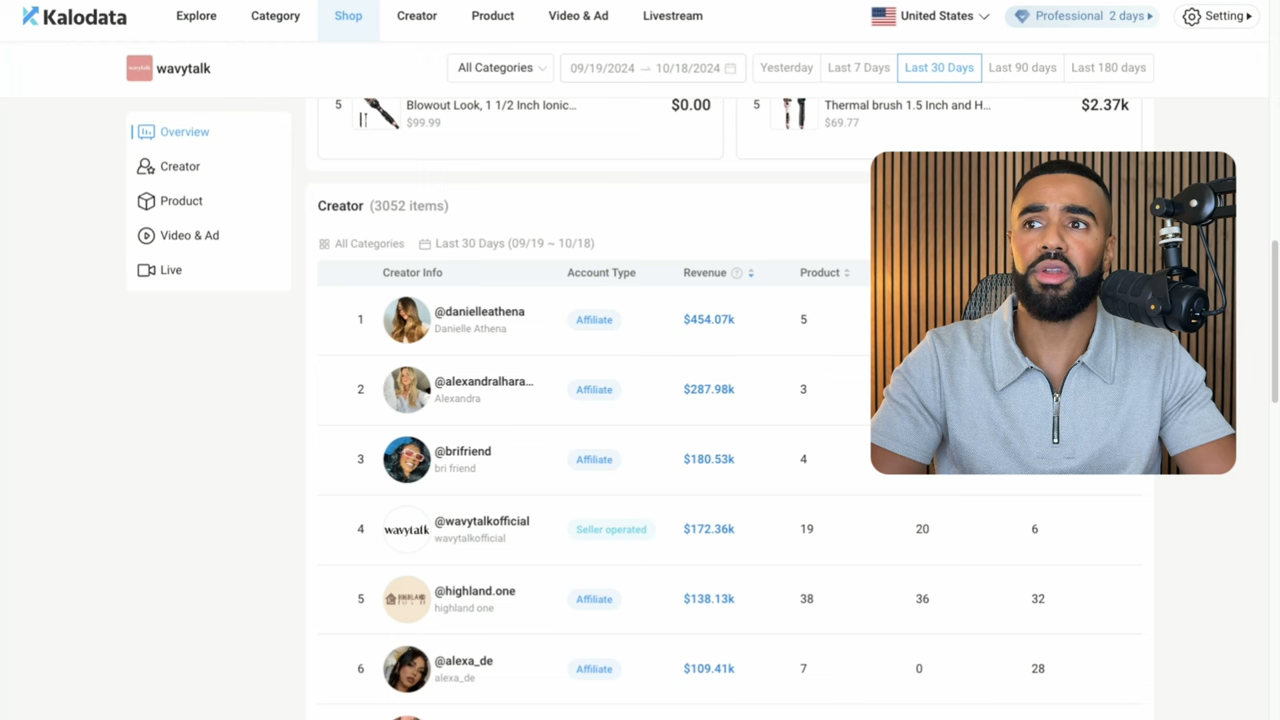 Kalodata
Explore Category Shop Creator Product Video & Ad Livestream
United States Professional 2 days Setting
wavytalk wavytalk
All Categories 09/19/2024 → 10/18/2024 Yesterday Last 7 Days Last 30 Days Last 90 days Last 180 days
Overview
Creator
Product
Video & Ad
Live
5 Blowout Look, 1 1/2 Inch Ionic... $0.00
$99.99
5 Thermal brush 1.5 Inch and H... $2.37k
$69.77
Creator (3052 items)
All Categories Last 30 Days (09/19 ~ 10/18)
Creator Info Account Type Revenue Product
1 @danielleathena Affiliate $454.07k 5
Danielle Athena
2 @alexandralhara... Affiliate $287.98k 3
Alexandra
3 @brifriend Affiliate $180.53k 4
bri friend
4 wavytalk @wavytalkofficial Seller operated $172.36k 19 20 6
wavytalkofficial
5 HIGHLAND @highland.one Affiliate $138.13k 38 36 32
highland one
6 @alexa_de Affiliate $109.41k 7 0 28
alexa_de